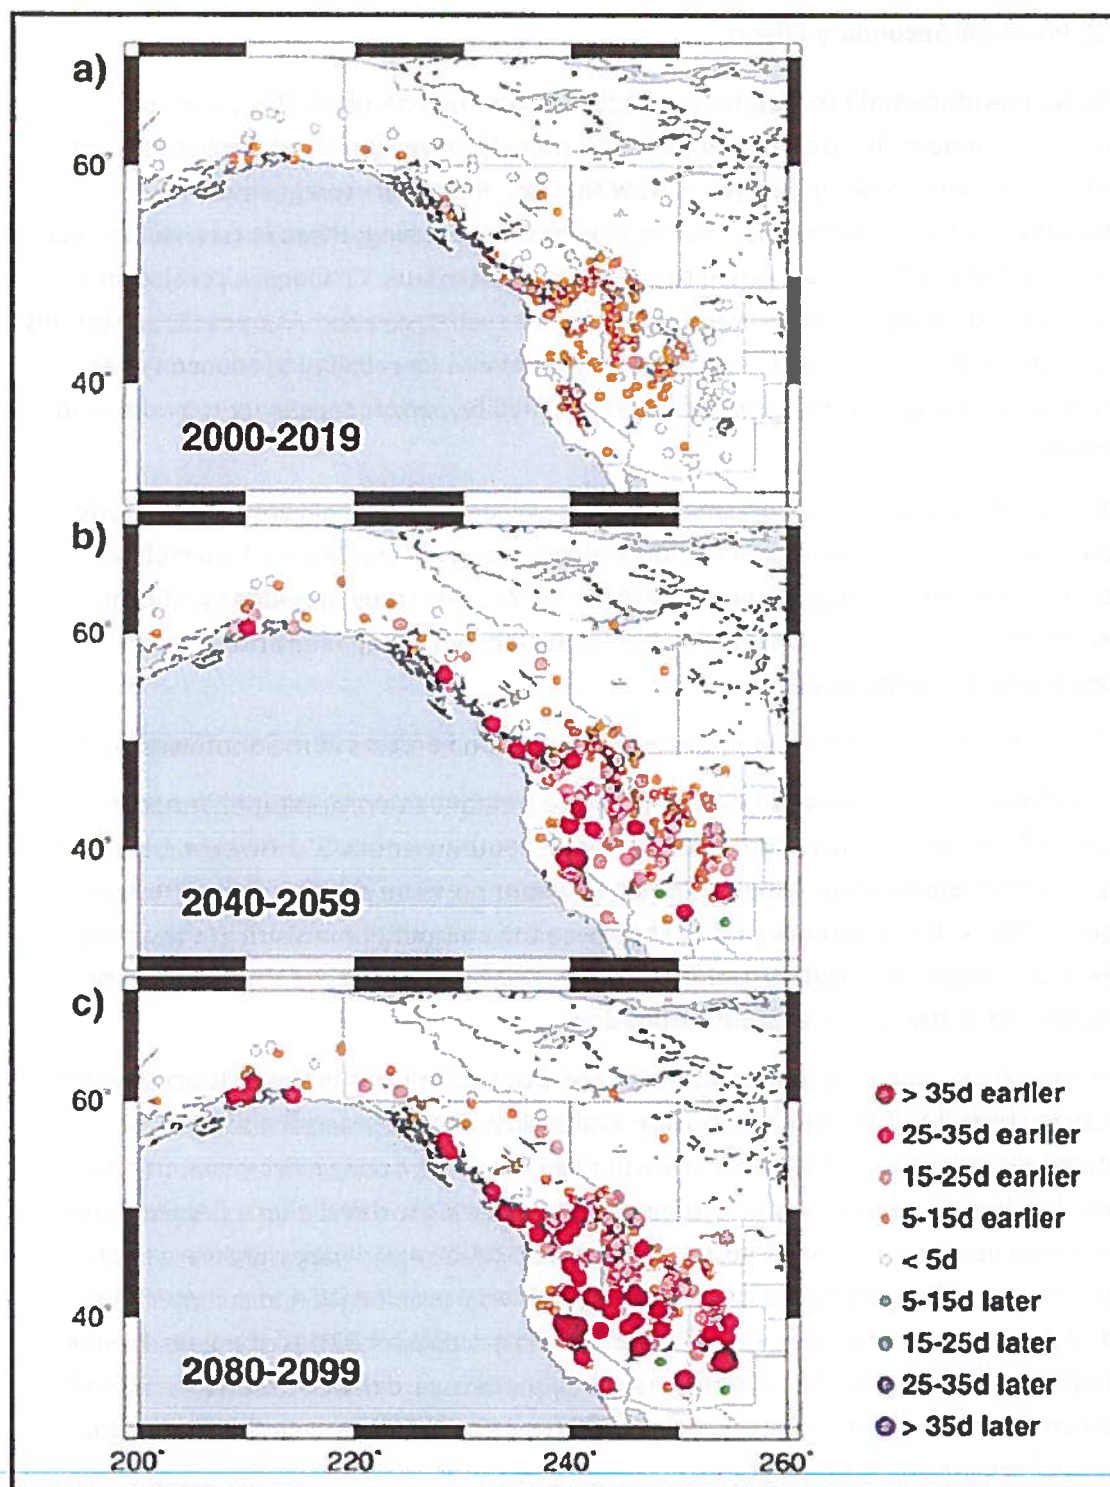 a)
60°
40°
2000-2019
b)
60°
40°
2040-2059
c)
60°
40°
2080-2099
200°
220°
240°
260°
> 35d earlier
25-35d earlier
15-25d earlier
5-15d earlier
< 5d
5-15d later
15-25d later
25-35d later
> 35d later